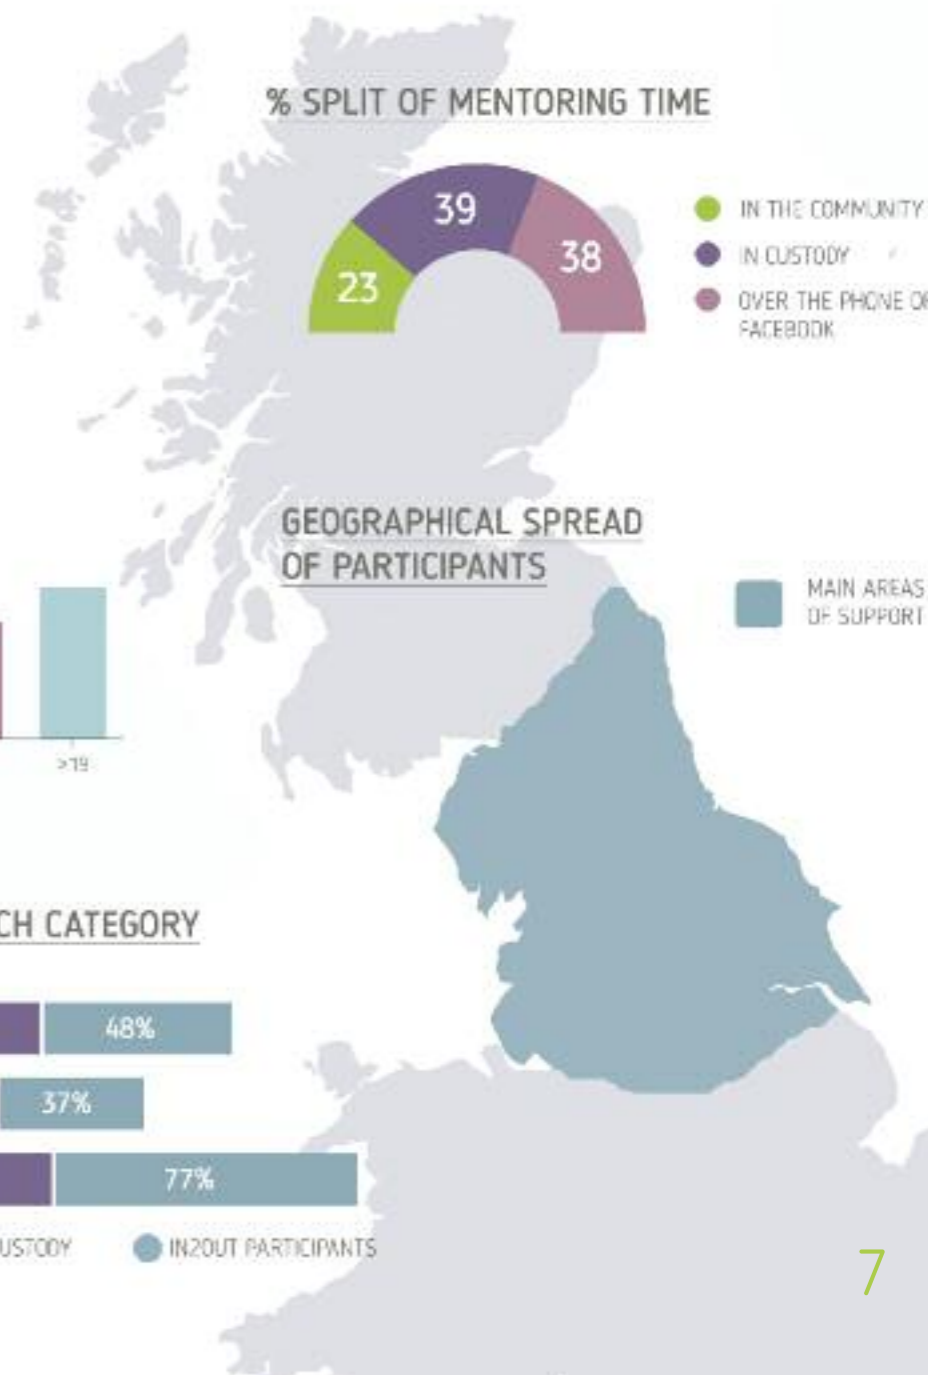 % SPLIT OF MENTORING TIME
39
38
23
IN THE COMMUNITY
IN CUSTODY
OVER THE PHONE O
FACEBOOK
GEOGRAPHICAL SPREAD
OF PARTICIPANTS
MAIN AREAS
OF SUPPORT
>19
CH CATEGORY
48%
37%
77%
USTODY
IN2OUT PARTICIPANTS
7